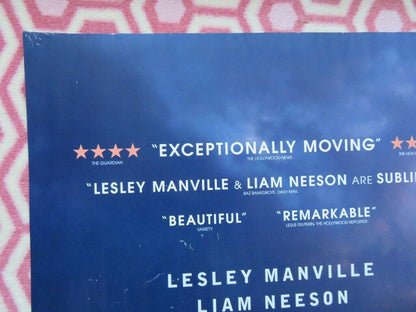 ★★★★ "EXCEPTIONALLY MOVING" ★
THE GUARDIAN THE HOLLYWOOD NEWS
"LESLEY MANVILLE & LIAM NEESON ARE SUBLI
BAZ BAMIGBOYE, DAILY MAIL
"BEAUTIFUL" "REMARKABLE"
VARIETY LESLIE FELPERIN, THE HOLLYWOOD REPORTER
LESLEY MANVILLE
LIAM NEESON